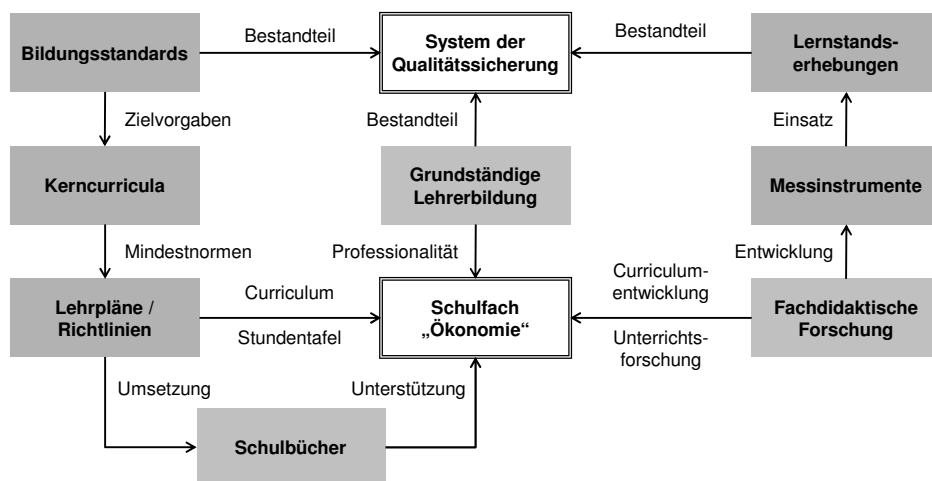 Bildungsstandards
Bestandteil
System der
Qualitätssicherung
Bestandteil
Lernstands-
erhebungen
Zielvorgaben
Bestandteil
Einsatz
Kerncurricula
Grundständige
Lehrerbildung
Messinstrumente
Mindestnormen
Professionalität
Entwicklung
Lehrpläne /
Richtlinien
Curriculum
Stundentafel
Schulfach
„Ökonomie“
Curriculum-
entwicklung
Unterrichts-
forschung
Fachdidaktische
Forschung
Umsetzung
Unterstützung
Schulbücher